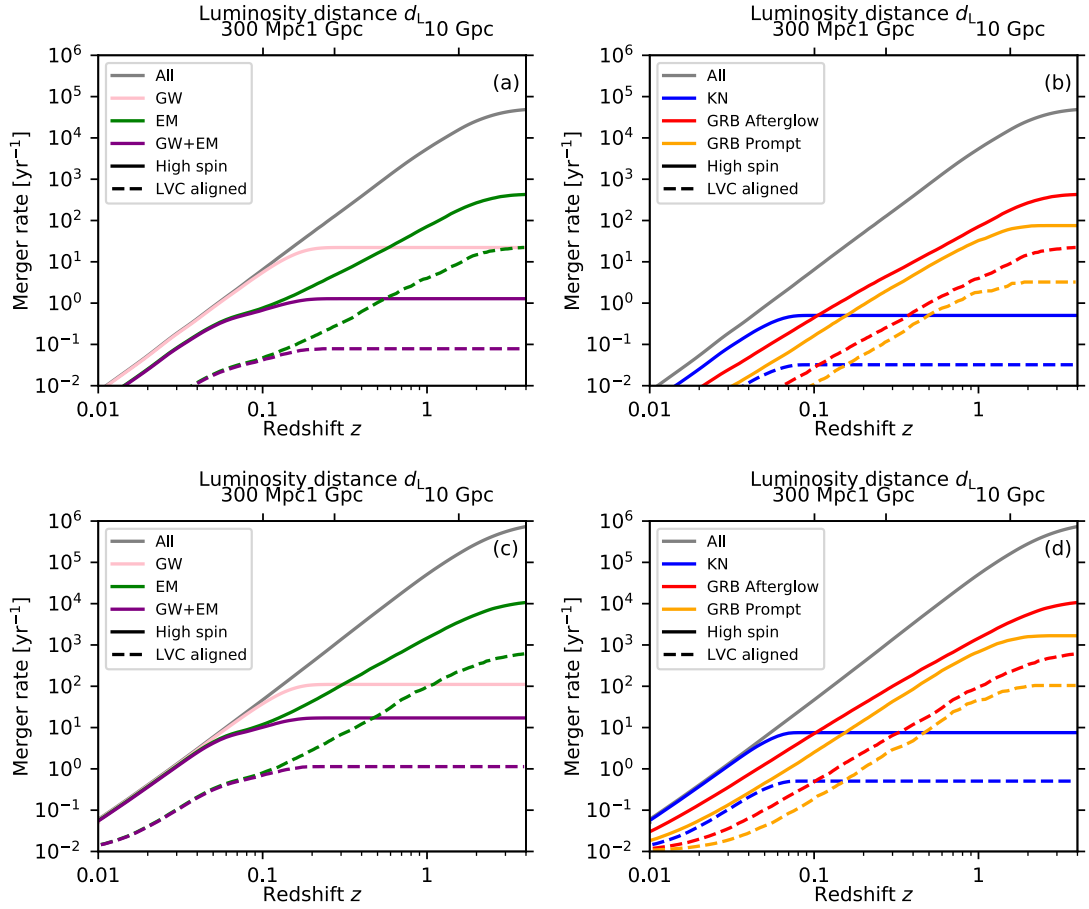 Luminosity distance d_L
300 Mpc1 Gpc 10 Gpc
10^6
10^5
10^4
10^3
10^2
10^1
10^0
10^−1
10^−2
Merger rate [yr^−1]
All
GW
EM
GW+EM
High spin
LVC aligned
(a)
0.01 0.1 1
Redshift z
Luminosity distance d_L
300 Mpc1 Gpc 10 Gpc
10^6
10^5
10^4
10^3
10^2
10^1
10^0
10^−1
10^−2
Merger rate [yr^−1]
All
KN
GRB Afterglow
GRB Prompt
High spin
LVC aligned
(b)
0.01 0.1 1
Redshift z
Luminosity distance d_L
300 Mpc1 Gpc 10 Gpc
10^6
10^5
10^4
10^3
10^2
10^1
10^0
10^−1
10^−2
Merger rate [yr^−1]
All
GW
EM
GW+EM
High spin
LVC aligned
(c)
0.01 0.1 1
Redshift z
Luminosity distance d_L
300 Mpc1 Gpc 10 Gpc
10^6
10^5
10^4
10^3
10^2
10^1
10^0
10^−1
10^−2
Merger rate [yr^−1]
All
KN
GRB Afterglow
GRB Prompt
High spin
LVC aligned
(d)
0.01 0.1 1
Redshift z